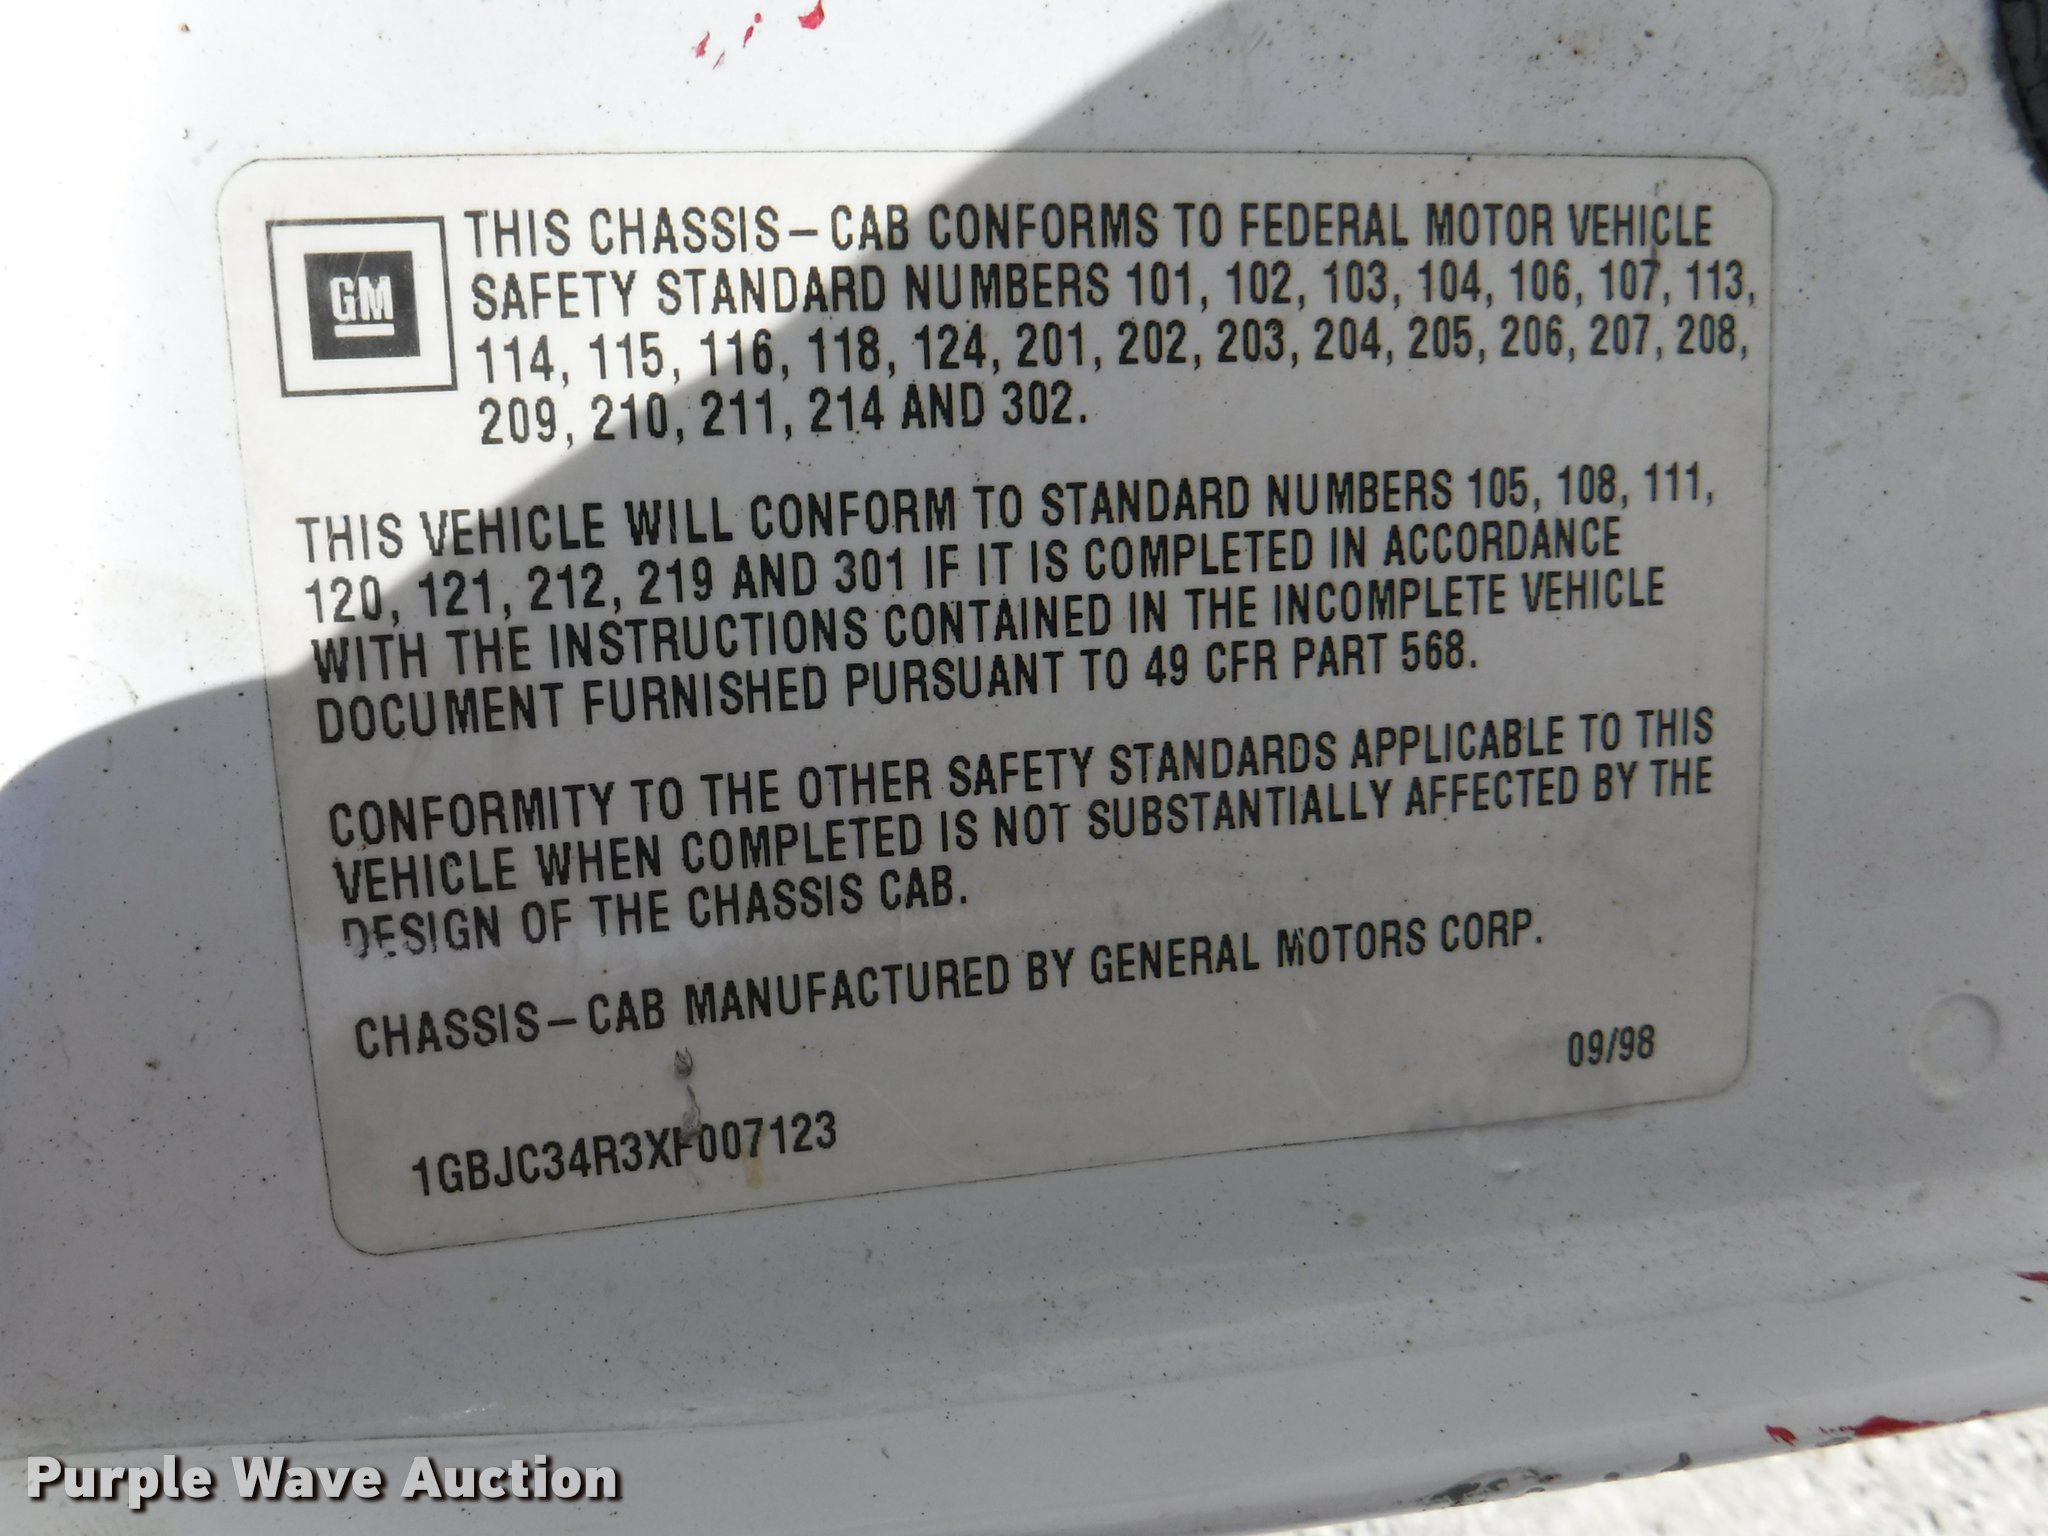 GM
THIS CHASSIS–CAB CONFORMS TO FEDERAL MOTOR VEHICLE
SAFETY STANDARD NUMBERS 101, 102, 103, 104, 106, 107, 113,
114, 115, 116, 118, 124, 201, 202, 203, 204, 205, 206, 207, 208,
209, 210, 211, 214 AND 302.
THIS VEHICLE WILL CONFORM TO STANDARD NUMBERS 105, 108, 111,
120, 121, 212, 219 AND 301 IF IT IS COMPLETED IN ACCORDANCE
WITH THE INSTRUCTIONS CONTAINED IN THE INCOMPLETE VEHICLE
DOCUMENT FURNISHED PURSUANT TO 49 CFR PART 568.
CONFORMITY TO THE OTHER SAFETY STANDARDS APPLICABLE TO THIS
VEHICLE WHEN COMPLETED IS NOT SUBSTANTIALLY AFFECTED BY THE
DESIGN OF THE CHASSIS CAB.
CHASSIS–CAB MANUFACTURED BY GENERAL MOTORS CORP.
09/98
1GBJC34R3XF007123
Purple Wave Auction